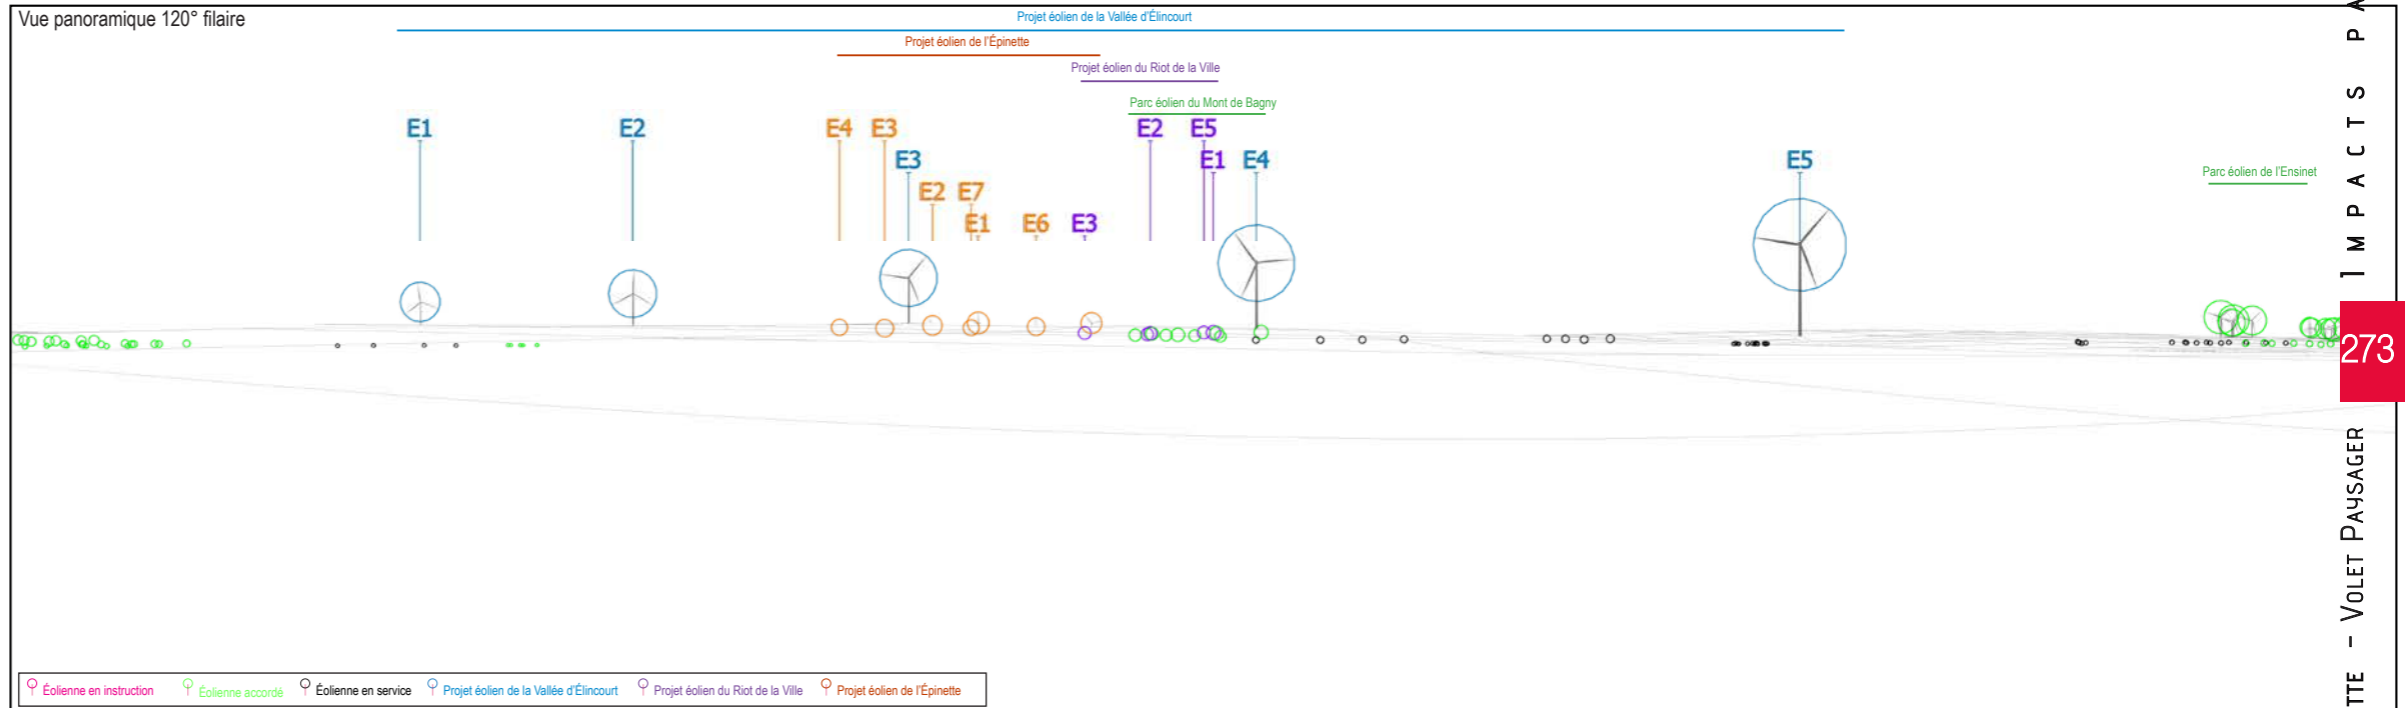 Vue panoramique 120° filaire
Projet éolien de la Vallée d'Élincourt
Projet éolien de l'Épinette
Projet éolien du Riot de la Ville
Parc éolien du Mont de Bagny
E1 E2 E4 E3 E2 E5
E3 E1 E4 E5
Parc éolien de l'Ensinet
E2 E7
E1 E6 E3
Éolienne en instruction Éolienne accordé Éolienne en service Projet éolien de la Vallée d'Élincourt Projet éolien du Riot de la Ville Projet éolien de l'Épinette
273
TTE - VOLET PAYSAGER IMPACTS PA